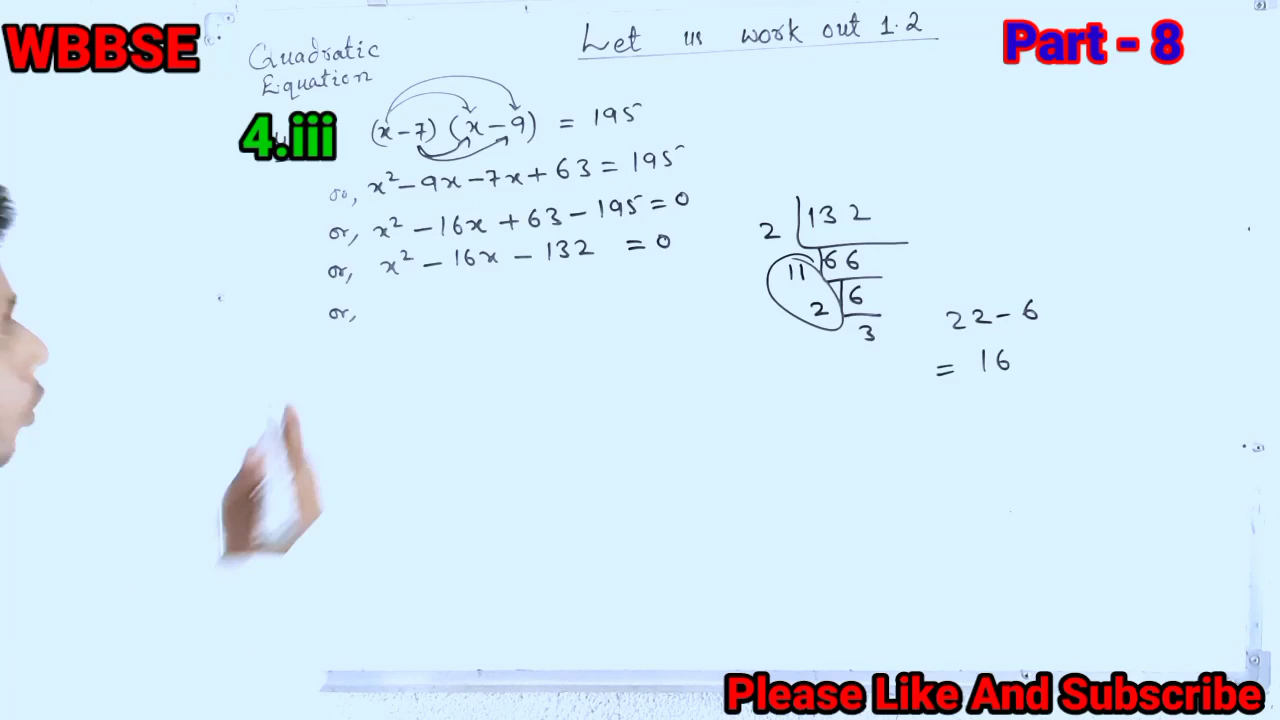 WBBSE
Quadratic
Equation
Let us work out 1.2
Part - 8
4.iii
(x-7) (x-9) = 195
or, x² - 9x - 7x + 63 = 195
or, x² - 16x + 63 - 195 = 0
or, x² - 16x - 132 = 0
or,
2 | 132
11 | 66
2 | 6
3
22 - 6
= 16
Please Like And Subscribe